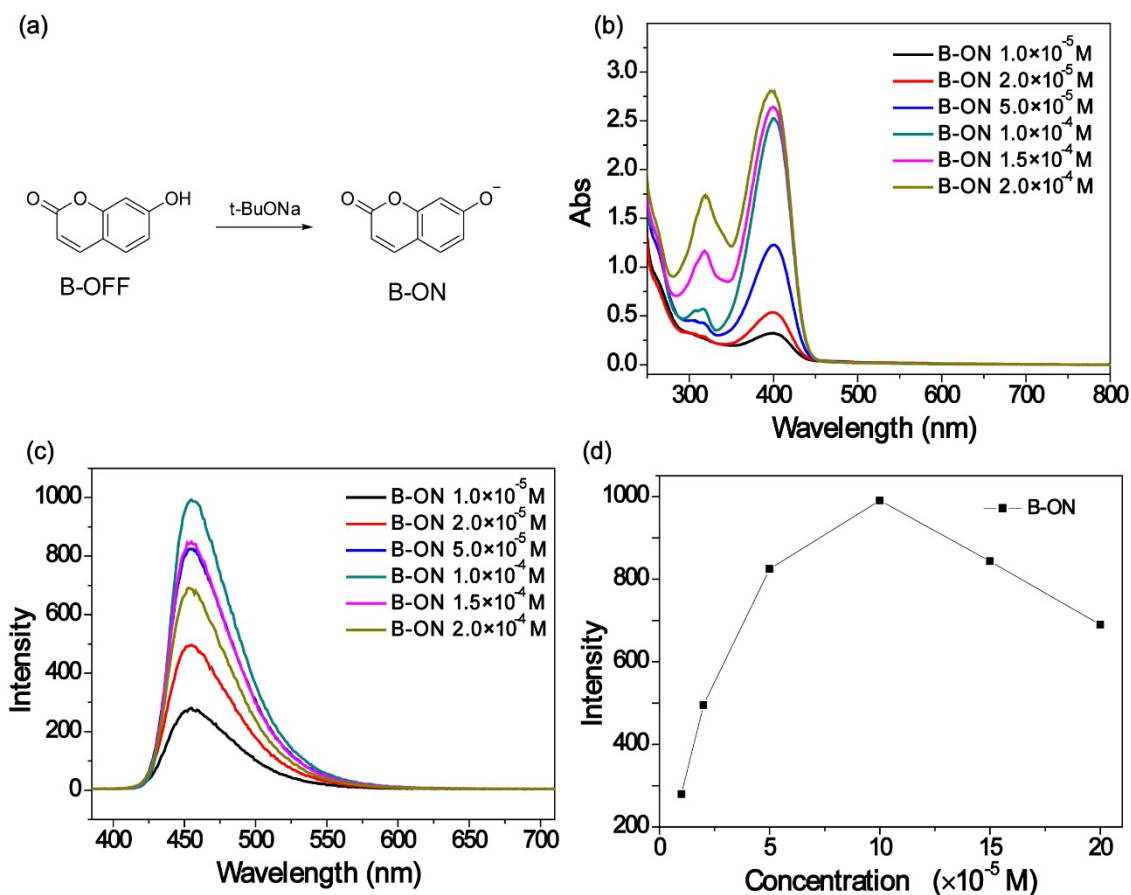 (a)
O
O
OH
B-OFF
t-BuONa
O
O
O⁻
B-ON
(b)
B-ON 1.0×10⁻⁵ M
B-ON 2.0×10⁻⁵ M
B-ON 5.0×10⁻⁵ M
B-ON 1.0×10⁻⁴ M
B-ON 1.5×10⁻⁴ M
B-ON 2.0×10⁻⁴ M
3.0
2.5
2.0
1.5
1.0
0.5
0.0
Abs
300 400 500 600 700 800
Wavelength (nm)
(c)
B-ON 1.0×10⁻⁵ M
B-ON 2.0×10⁻⁵ M
B-ON 5.0×10⁻⁵ M
B-ON 1.0×10⁻⁴ M
B-ON 1.5×10⁻⁴ M
B-ON 2.0×10⁻⁴ M
1000
800
600
400
200
0
Intensity
400 450 500 550 600 650 700
Wavelength (nm)
(d)
B-ON
1000
800
600
400
200
Intensity
0 5 10 15 20
Concentration (×10⁻⁵ M)